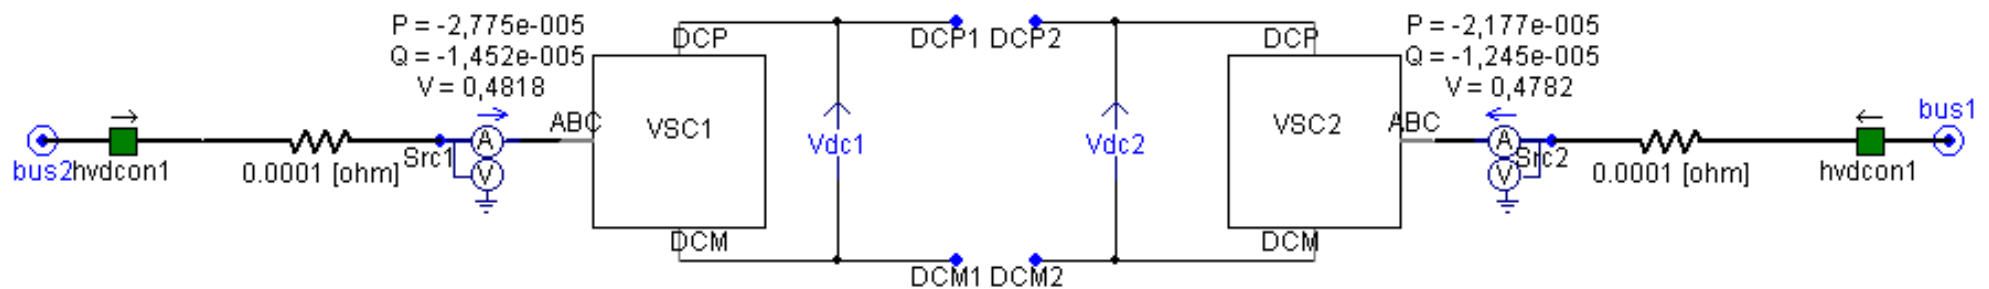 P = -2,775e-005
Q = -1,452e-005
V = 0,4818
DCP
DCP1
DCP2
DCP
P = -2,177e-005
Q = -1,245e-005
V = 0,4782
bus2
hvdcon1
0.0001 [ohm]
Src1
A
V
ABC
VSC1
Vdc1
Vdc2
VSC2
ABC
A
V
Src2
0.0001 [ohm]
hvdcon1
bus1
DCM
DCM1
DCM2
DCM